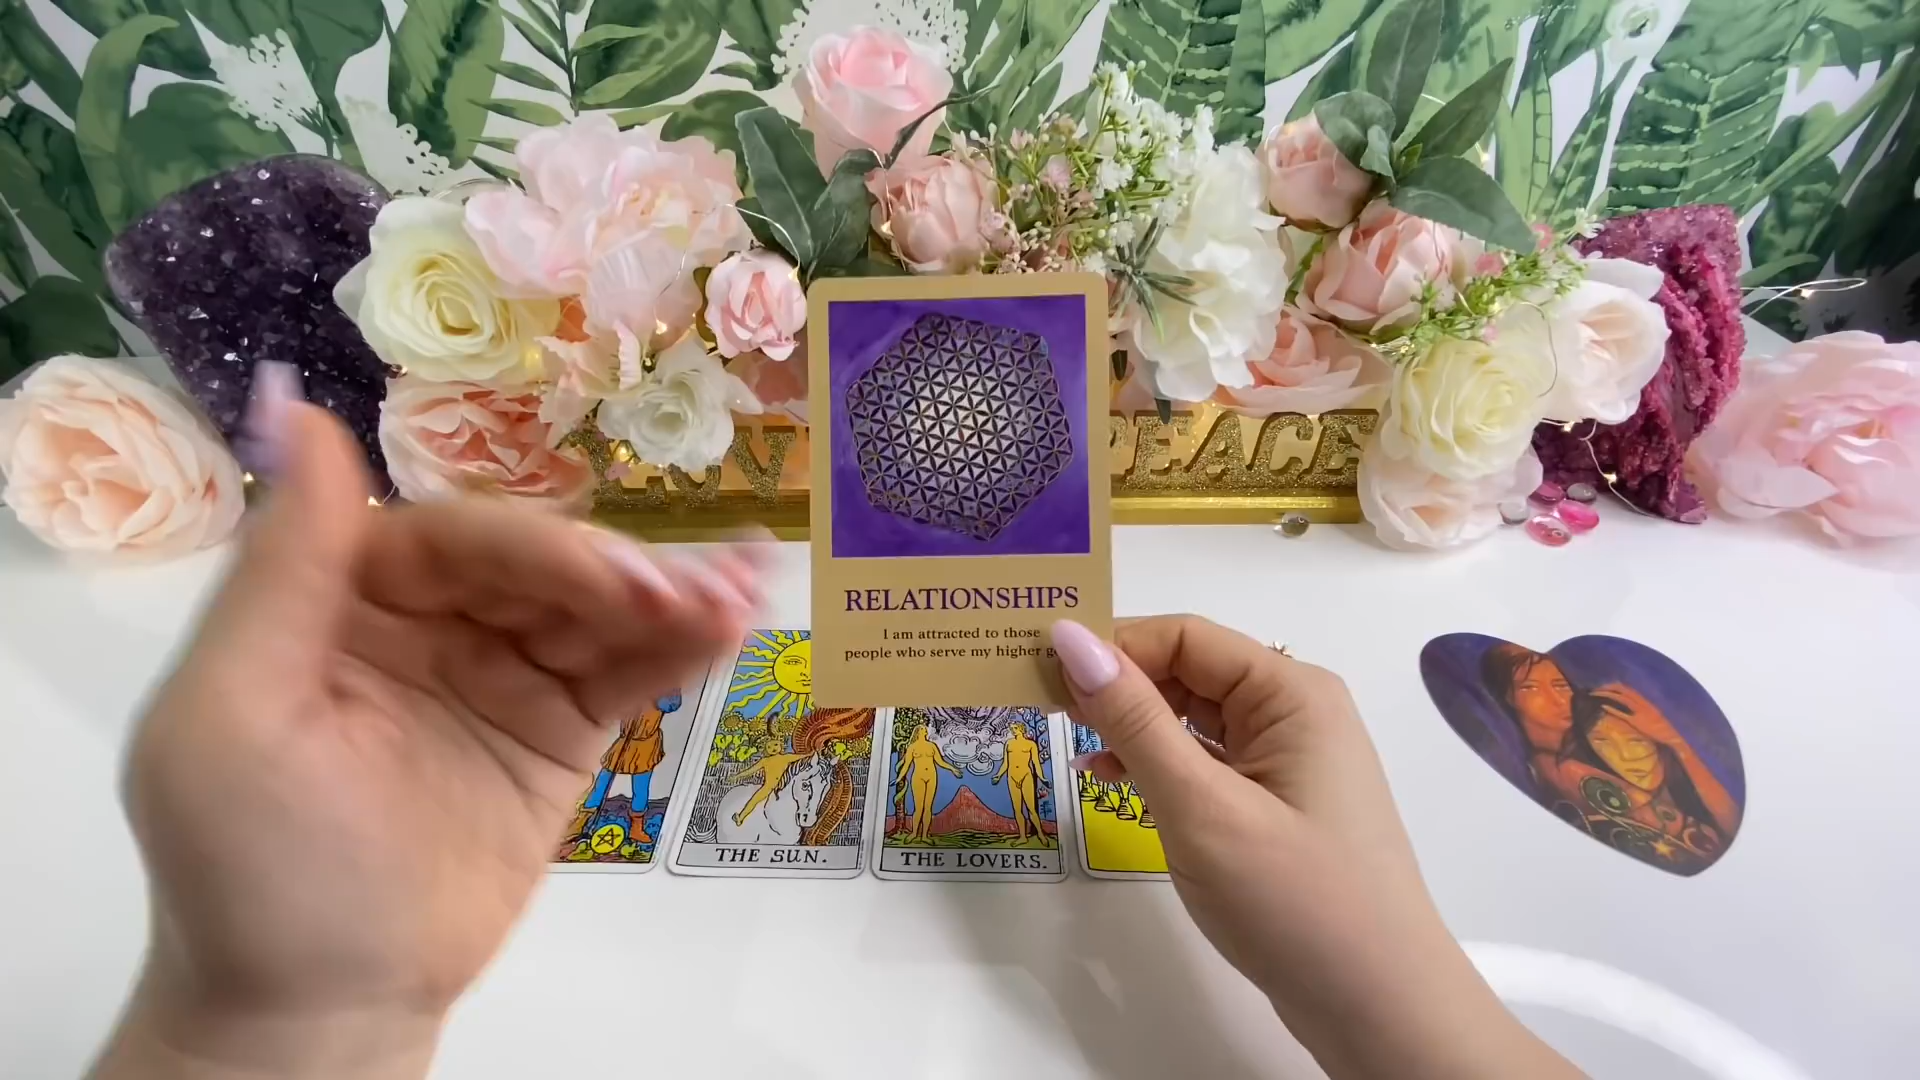 PEACE
RELATIONSHIPS
I am attracted to those
people who serve my higher
THE SUN.
THE LOVERS.